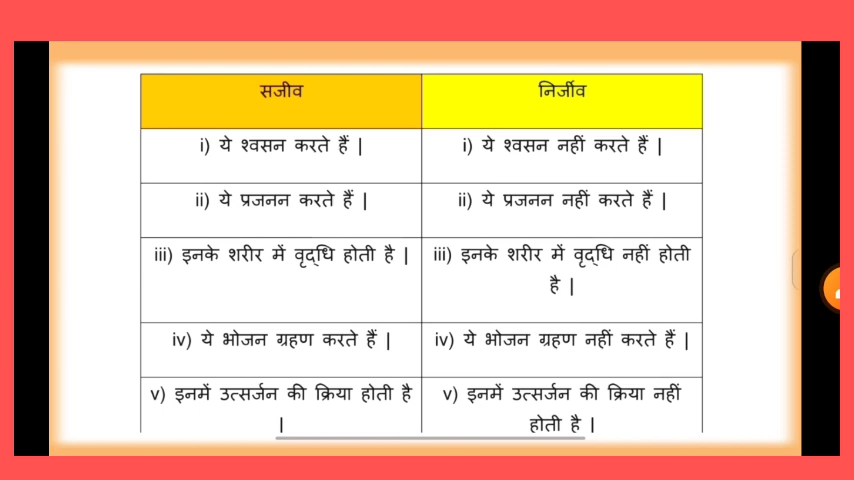 सजीव
निर्जीव
i) ये श्वसन करते हैं |
i) ये श्वसन नहीं करते हैं |
ii) ये प्रजनन करते हैं |
ii) ये प्रजनन नहीं करते हैं |
iii) इनके शरीर में वृद्‌धि होती है |
iii) इनके शरीर में वृद्‌धि नहीं होती
है |
iv) ये भोजन ग्रहण करते हैं |
iv) ये भोजन ग्रहण नहीं करते हैं |
v) इनमें उत्सर्जन की क्रिया होती है
|
v) इनमें उत्सर्जन की क्रिया नहीं
होती है |